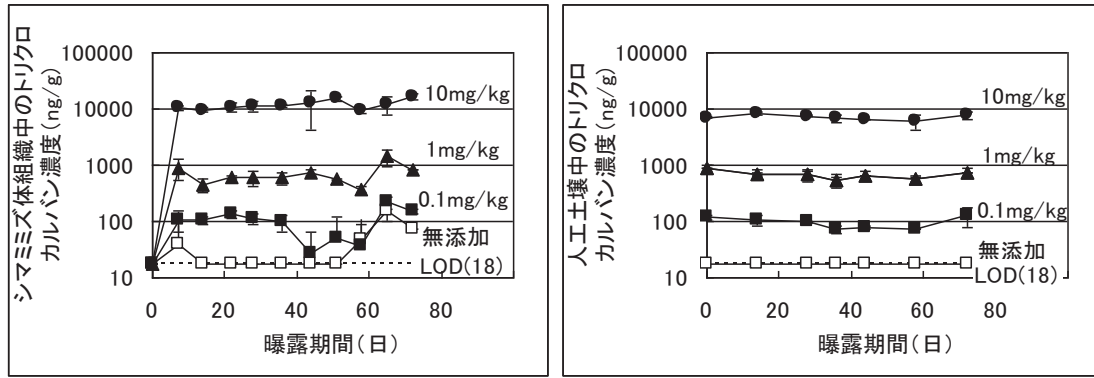 シマミミズ体組織中のトリクロ
カルバン濃度(ng/g)
100000
10000
1000
100
10
10mg/kg
1mg/kg
0.1mg/kg
無添加
LOD(18)
0
20
40
60
80
曝露期間(日)
人工土壌中のトリクロ
カルバン濃度(ng/g)
100000
10000
1000
100
10
10mg/kg
1mg/kg
0.1mg/kg
無添加
LOD(18)
0
20
40
60
80
曝露期間(日)